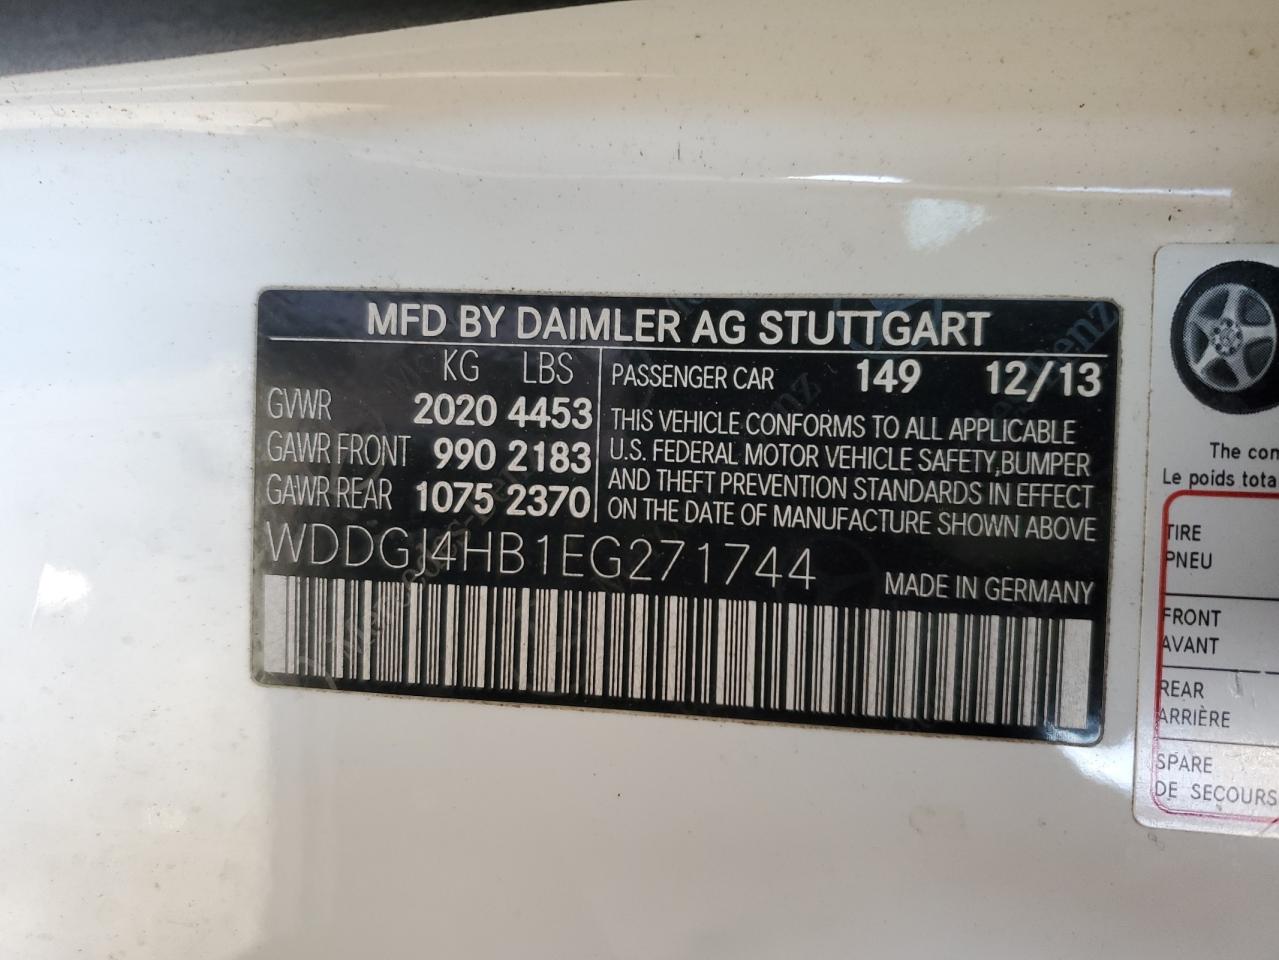 MFD BY DAIMLER AG STUTTGART
KG LBS
GVWR 2020 4453
GAWR FRONT 990 2183
GAWR REAR 1075 2370
PASSENGER CAR 149 12/13
THIS VEHICLE CONFORMS TO ALL APPLICABLE
U.S. FEDERAL MOTOR VEHICLE SAFETY,BUMPER
AND THEFT PREVENTION STANDARDS IN EFFECT
ON THE DATE OF MANUFACTURE SHOWN ABOVE
WDDGJ4HB1EG271744
MADE IN GERMANY
The com
Le poids tota
TIRE
PNEU
FRONT
AVANT
REAR
ARRIÈRE
SPARE
DE SECOURS